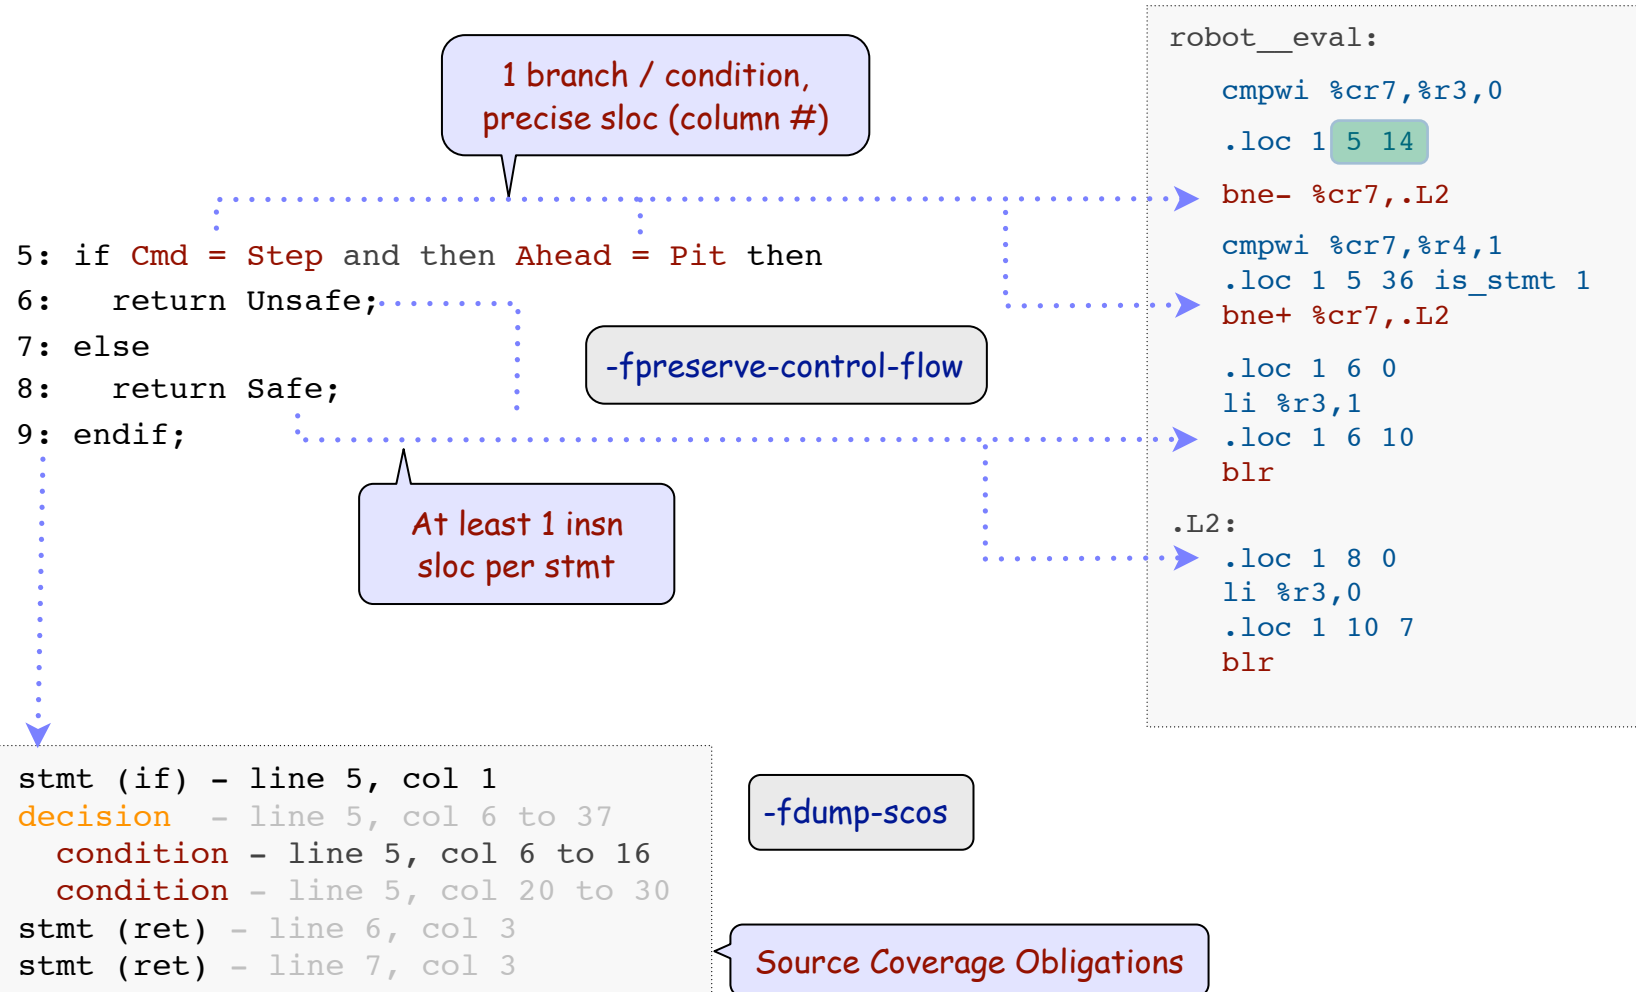 1 branch / condition,
precise sloc (column #)
5: if Cmd = Step and then Ahead = Pit then
6:   return Unsafe;
7: else
8:   return Safe;
9: endif;
-fpreserve-control-flow
At least 1 insn
sloc per stmt
robot__eval:
cmpwi %cr7,%r3,0
.loc 1 5 14
bne- %cr7,.L2
cmpwi %cr7,%r4,1
.loc 1 5 36 is_stmt 1
bne+ %cr7,.L2
.loc 1 6 0
li %r3,1
.loc 1 6 10
blr
.L2:
.loc 1 8 0
li %r3,0
.loc 1 10 7
blr
stmt (if) - line 5, col 1
decision  - line 5, col 6 to 37
condition - line 5, col 6 to 16
condition - line 5, col 20 to 30
stmt (ret) - line 6, col 3
stmt (ret) - line 7, col 3
-fdump-scos
Source Coverage Obligations